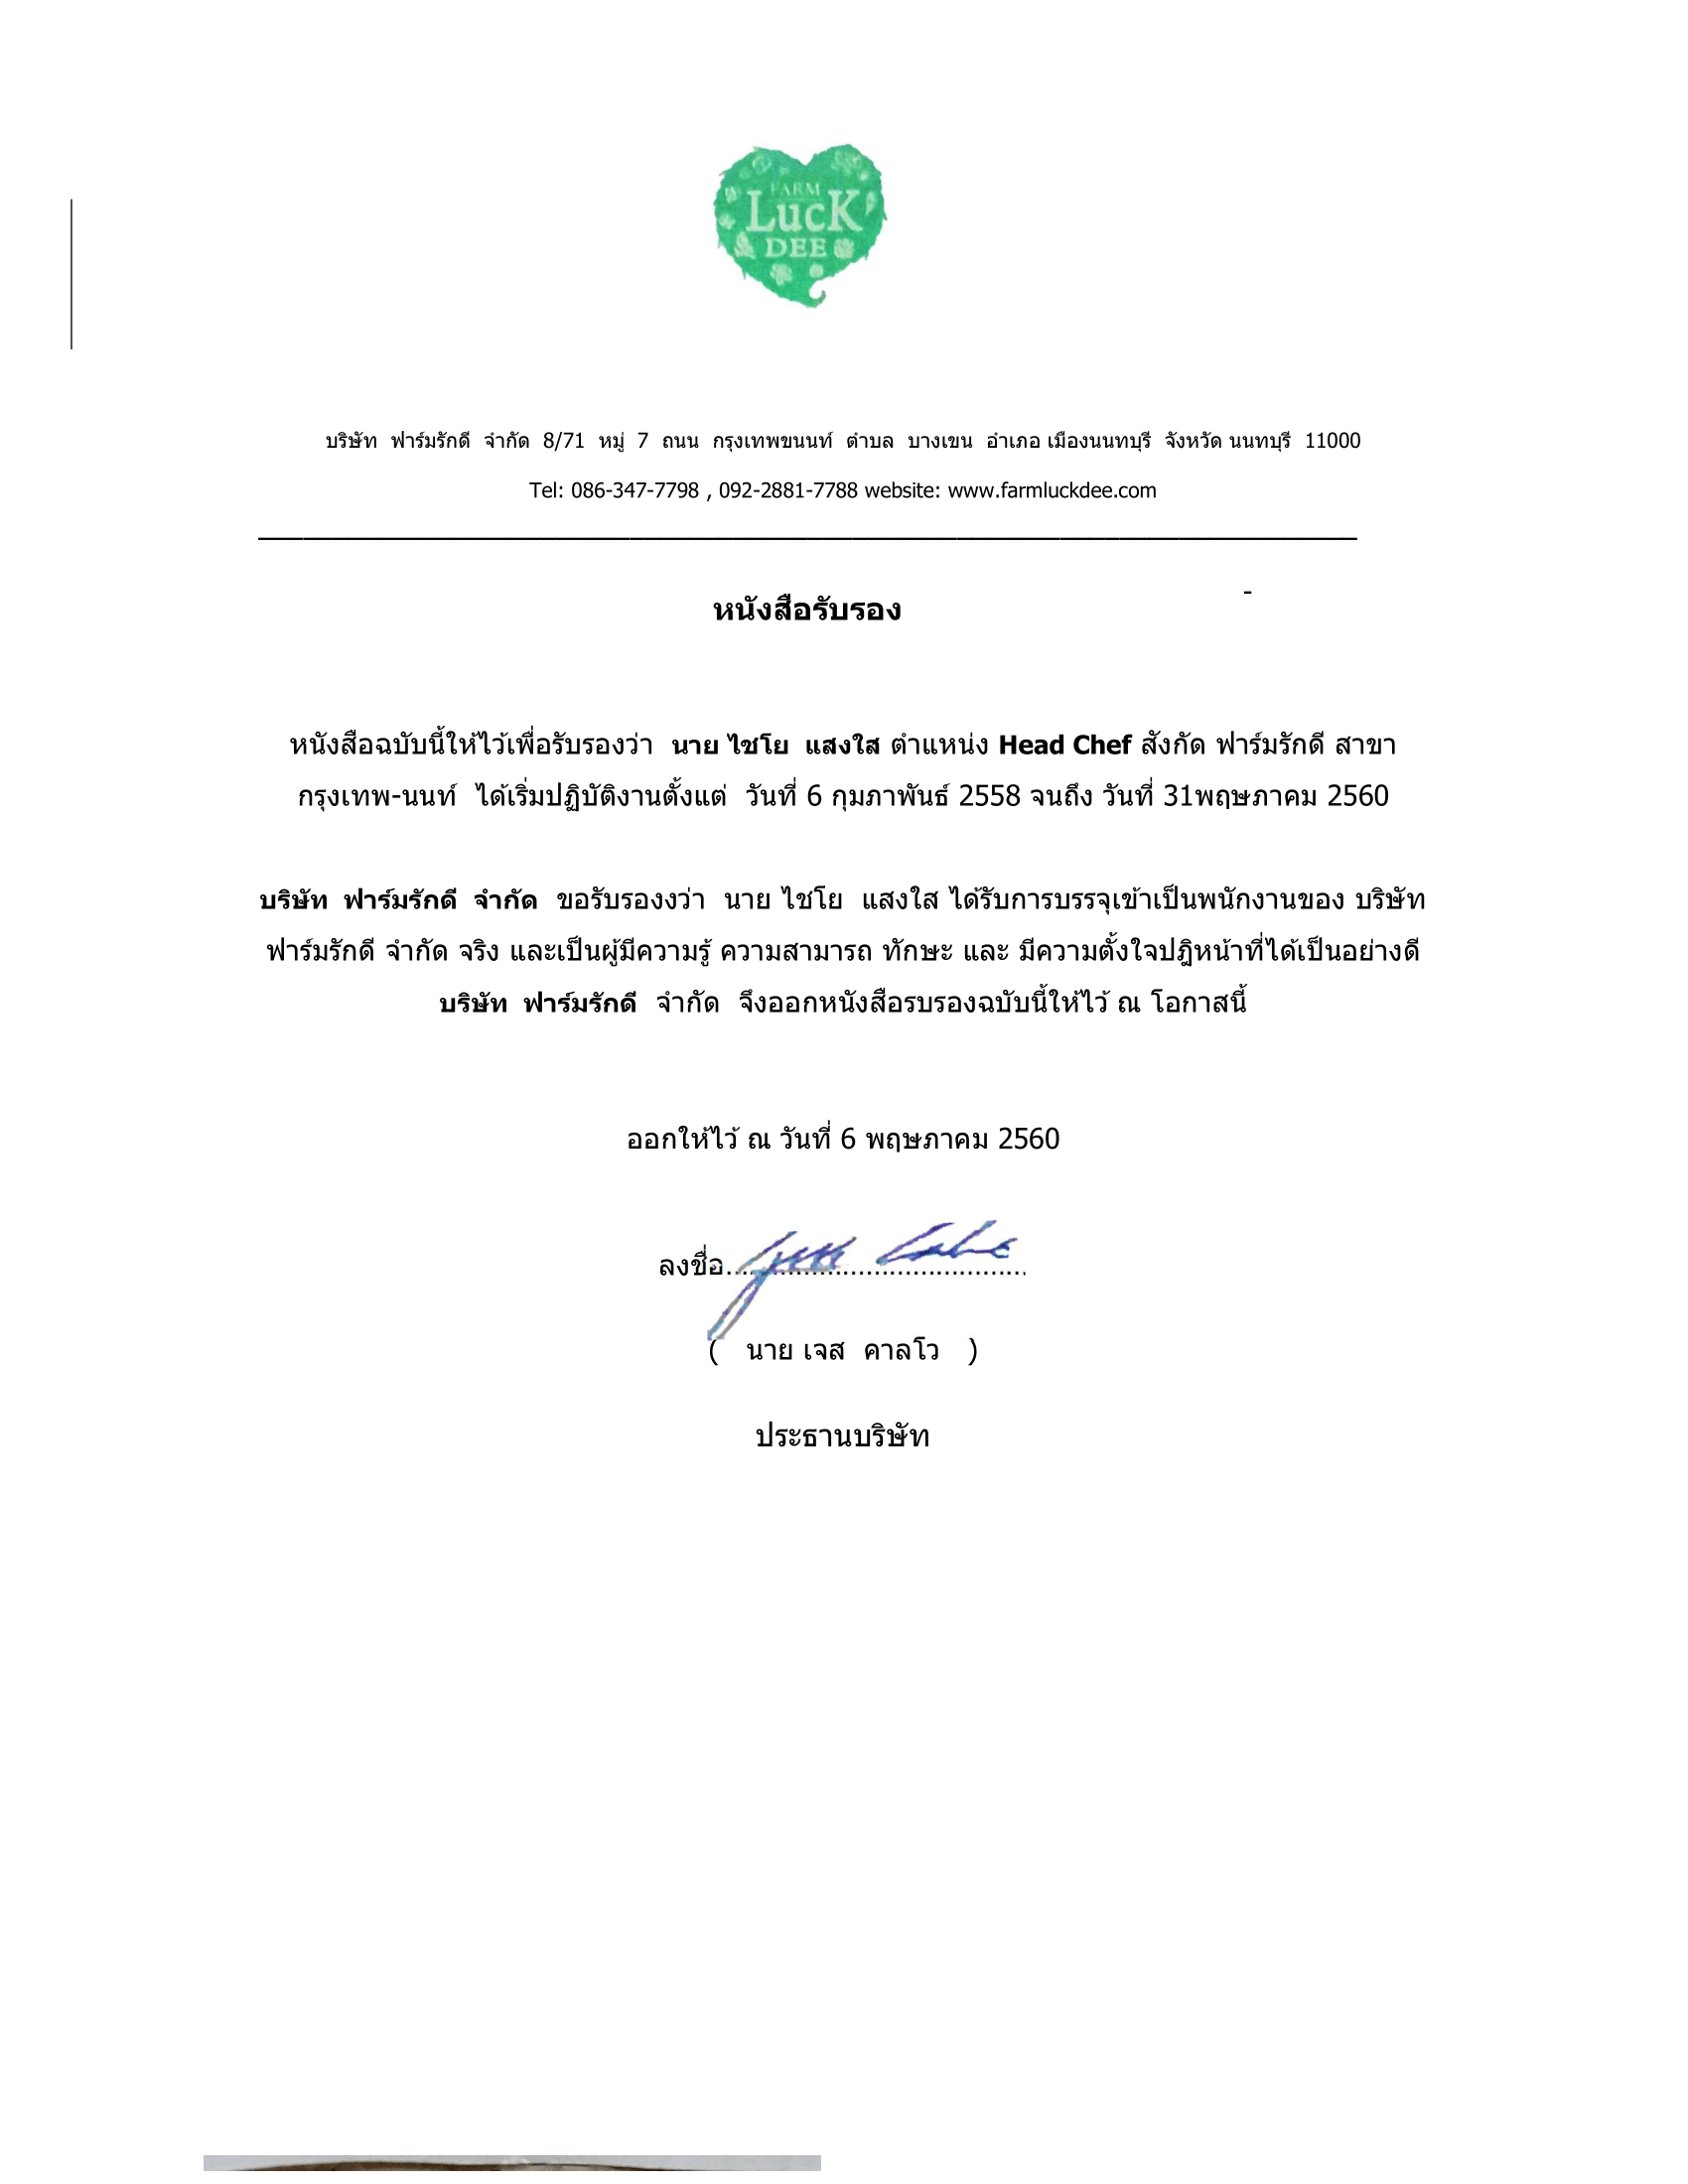 FARM
LucK
DEE
บริษัท ฟาร์มรักดี จำกัด 8/71 หมู่ 7 ถนน กรุงเทพขนนท์ ตำบล บางเขน อำเภอ เมืองนนทบุรี จังหวัด นนทบุรี 11000
Tel: 086-347-7798 , 092-2881-7788 website: www.farmluckdee.com
-
หนังสือรับรอง
หนังสือฉบับนี้ให้ไว้เพื่อรับรองว่า นาย ไชโย แสงใส ตำแหน่ง Head Chef สังกัด ฟาร์มรักดี สาขา
กรุงเทพ-นนท์ ได้เริ่มปฏิบัติงานตั้งแต่ วันที่ 6 กุมภาพันธ์ 2558 จนถึง วันที่ 31พฤษภาคม 2560
บริษัท ฟาร์มรักดี จำกัด ขอรับรองงว่า นาย ไชโย แสงใส ได้รับการบรรจุเข้าเป็นพนักงานของ บริษัท
ฟาร์มรักดี จำกัด จริง และเป็นผู้มีความรู้ ความสามารถ ทักษะ และ มีความตั้งใจปฎิหน้าที่ได้เป็นอย่างดี
บริษัท ฟาร์มรักดี จำกัด จึงออกหนังสือรบรองฉบับนี้ให้ไว้ ณ โอกาสนี้
ออกให้ไว้ ณ วันที่ 6 พฤษภาคม 2560
ลงชื่อ......................................
( นาย เจส คาลโว )
ประธานบริษัท